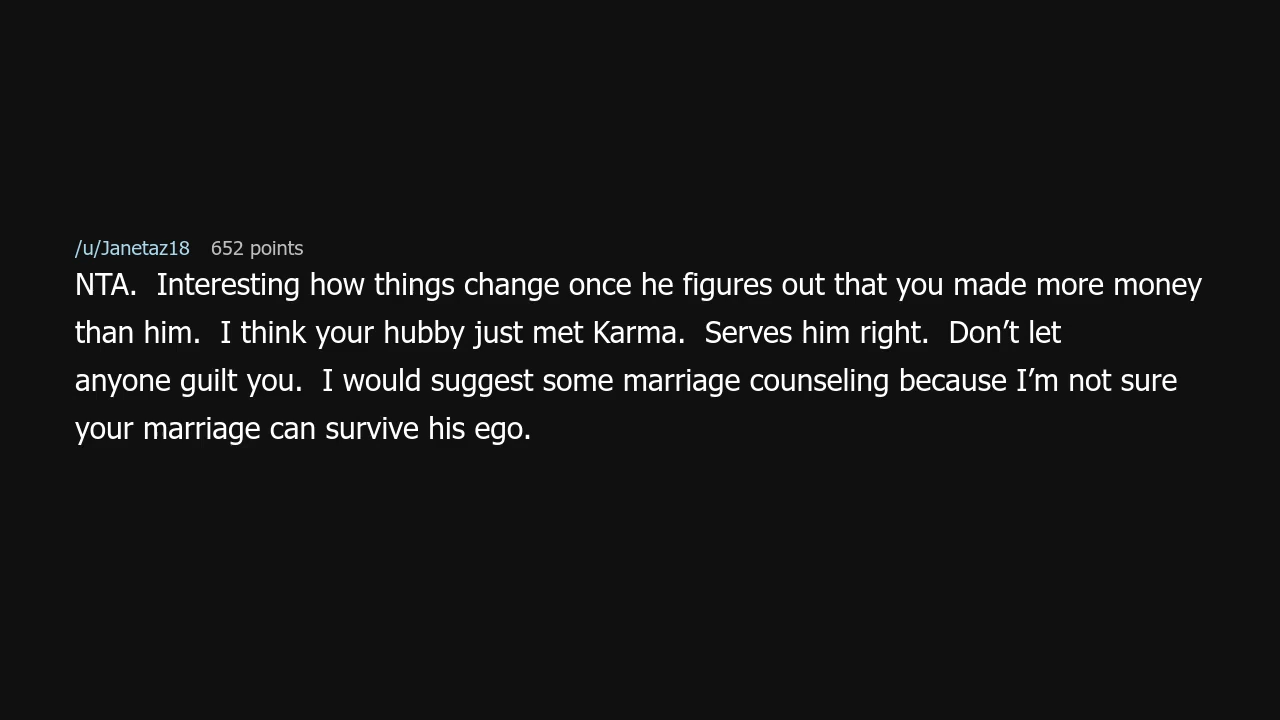 /u/Janetaz18 652 points
NTA.  Interesting how things change once he figures out that you made more money
than him.  I think your hubby just met Karma.  Serves him right.  Don’t let
anyone guilt you.  I would suggest some marriage counseling because I’m not sure
your marriage can survive his ego.